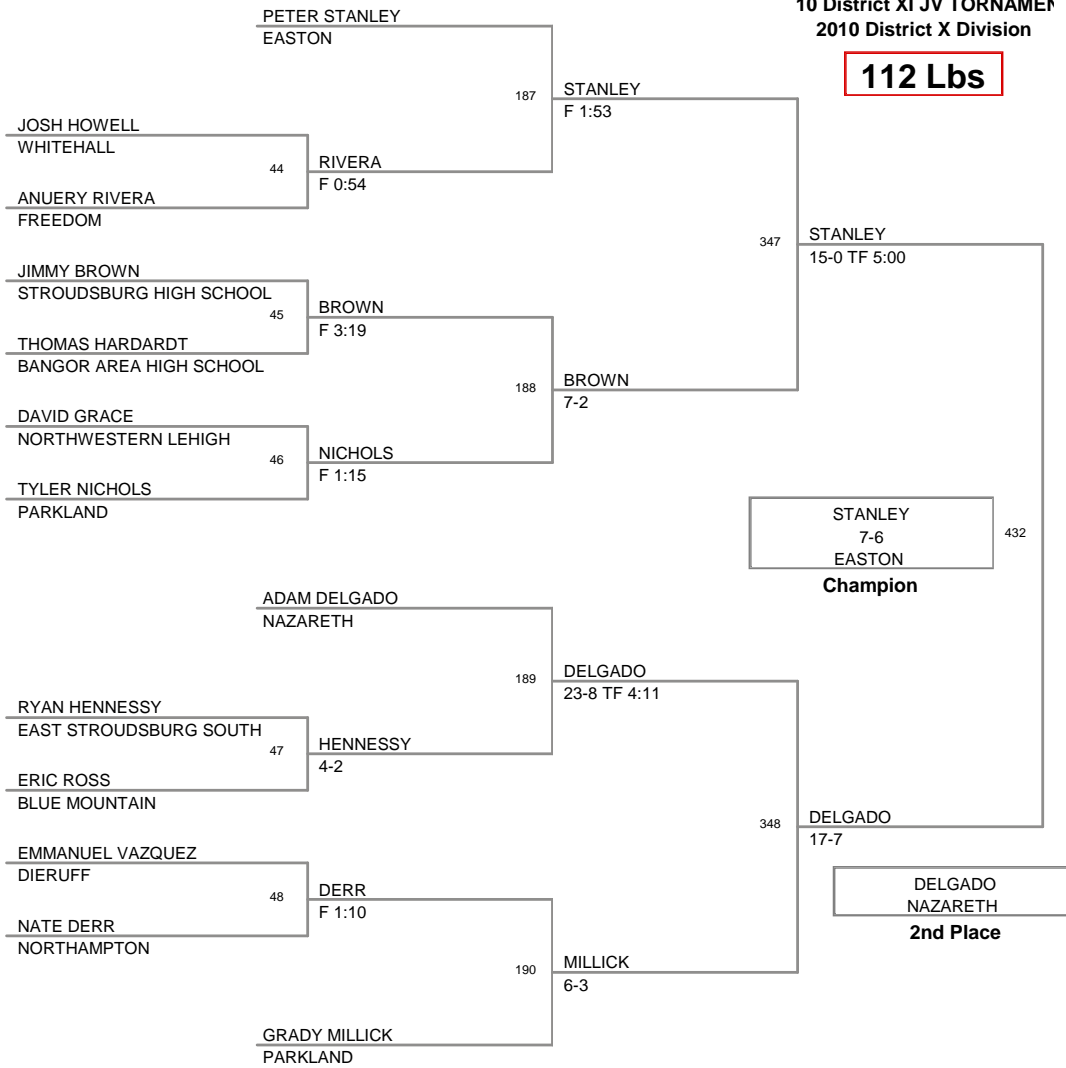 10 District XI JV TORNAMEN
2010 District X Division
112 Lbs
PETER STANLEY
EASTON
187
STANLEY
F 1:53
JOSH HOWELL
WHITEHALL
44
RIVERA
F 0:54
ANUERY RIVERA
FREEDOM
347
STANLEY
15-0 TF 5:00
JIMMY BROWN
STROUDSBURG HIGH SCHOOL
45
BROWN
F 3:19
THOMAS HARDARDT
BANGOR AREA HIGH SCHOOL
188
BROWN
7-2
DAVID GRACE
NORTHWESTERN LEHIGH
46
NICHOLS
F 1:15
TYLER NICHOLS
PARKLAND
STANLEY
7-6
EASTON
432
Champion
ADAM DELGADO
NAZARETH
189
DELGADO
23-8 TF 4:11
RYAN HENNESSY
EAST STROUDSBURG SOUTH
47
HENNESSY
4-2
ERIC ROSS
BLUE MOUNTAIN
348
DELGADO
17-7
EMMANUEL VAZQUEZ
DIERUFF
48
DERR
F 1:10
NATE DERR
NORTHAMPTON
DELGADO
NAZARETH
2nd Place
190
MILLICK
6-3
GRADY MILLICK
PARKLAND